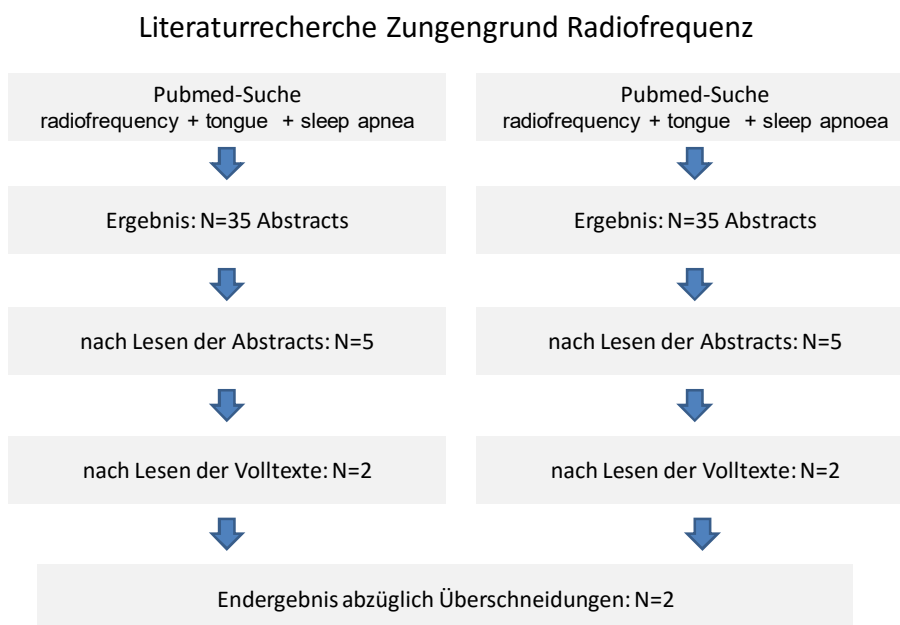 Literaturrecherche Zungengrund Radiofrequenz
Pubmed-Suche
radiofrequency + tongue + sleep apnea
Ergebnis: N=35 Abstracts
nach Lesen der Abstracts: N=5
nach Lesen der Volltexte: N=2
Pubmed-Suche
radiofrequency + tongue + sleep apnoea
Ergebnis: N=35 Abstracts
nach Lesen der Abstracts: N=5
nach Lesen der Volltexte: N=2
Endergebnis abzüglich Überschneidungen: N=2